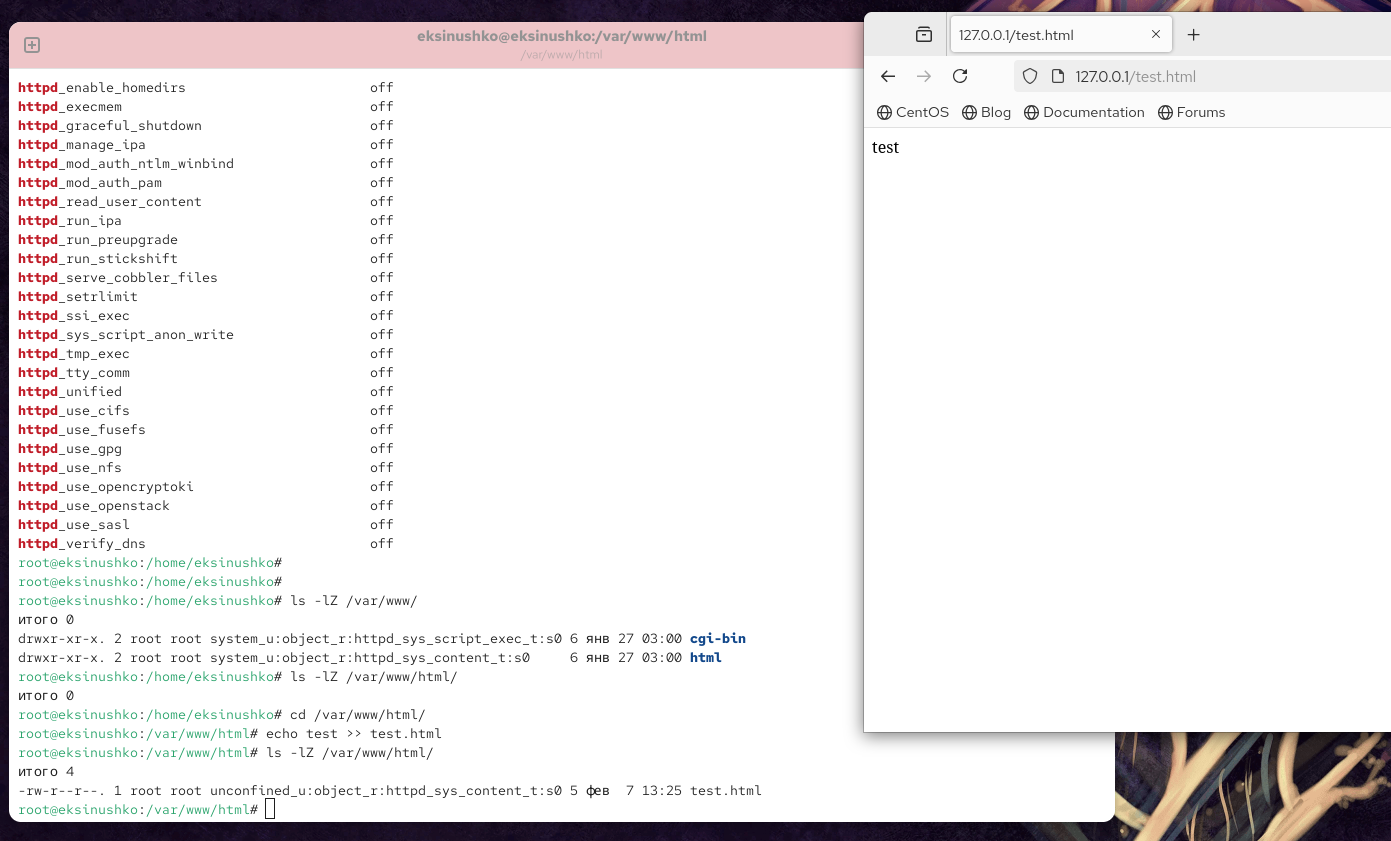 eksinushko@eksinushko:/var/www/html
/var/www/html
httpd_enable_homedirs off
httpd_execmem off
httpd_graceful_shutdown off
httpd_manage_ipa off
httpd_mod_auth_ntlm_winbind off
httpd_mod_auth_pam off
httpd_read_user_content off
httpd_run_ipa off
httpd_run_preupgrade off
httpd_run_stickshift off
httpd_serve_cobbler_files off
httpd_setrlimit off
httpd_ssi_exec off
httpd_sys_script_anon_write off
httpd_tmp_exec off
httpd_tty_comm off
httpd_unified off
httpd_use_cifs off
httpd_use_fusefs off
httpd_use_gpg off
httpd_use_nfs off
httpd_use_opencryptoki off
httpd_use_openstack off
httpd_use_sasl off
httpd_verify_dns off
root@eksinushko:/home/eksinushko#
root@eksinushko:/home/eksinushko#
root@eksinushko:/home/eksinushko# ls -lZ /var/www/
итого 0
drwxr-xr-x. 2 root root system_u:object_r:httpd_sys_script_exec_t:s0 6 янв 27 03:00 cgi-bin
drwxr-xr-x. 2 root root system_u:object_r:httpd_sys_content_t:s0 6 янв 27 03:00 html
root@eksinushko:/home/eksinushko# ls -lZ /var/www/html/
итого 0
root@eksinushko:/home/eksinushko# cd /var/www/html/
root@eksinushko:/var/www/html# echo test >> test.html
root@eksinushko:/var/www/html# ls -lZ /var/www/html/
итого 4
-rw-r--r--. 1 root root unconfined_u:object_r:httpd_sys_content_t:s0 5 фев 7 13:25 test.html
root@eksinushko:/var/www/html#
127.0.0.1/test.html
127.0.0.1/test.html
CentOS Blog Documentation Forums
test